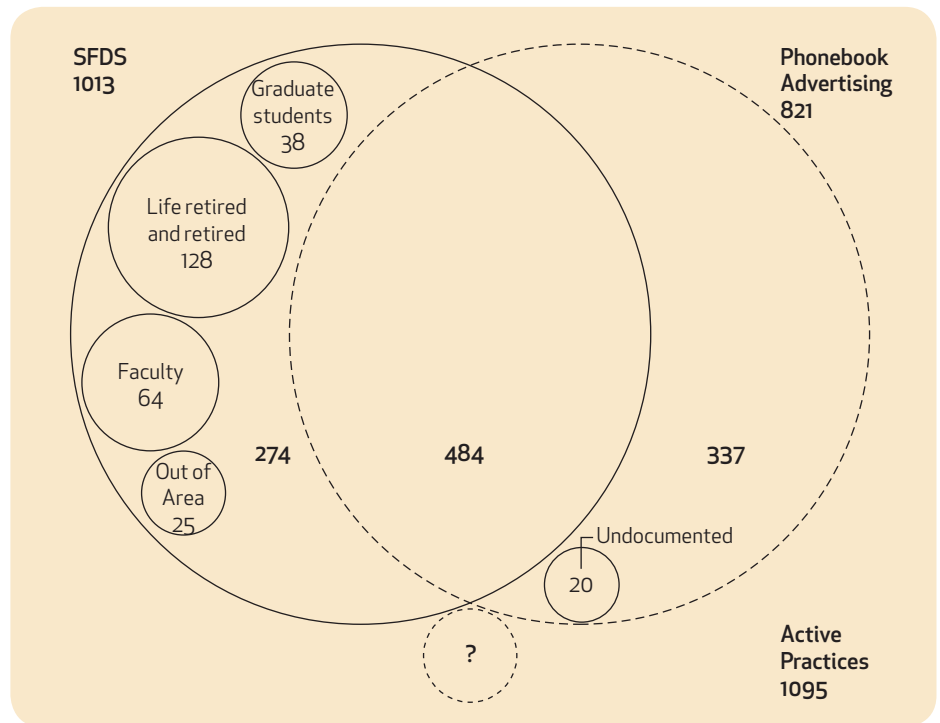 SFDS
1013
Phonebook
Advertising
821
Graduate
students
38
Life retired
and retired
128
Faculty
64
Out of
Area
25
274
484
337
Undocumented
20
?
Active
Practices
1095